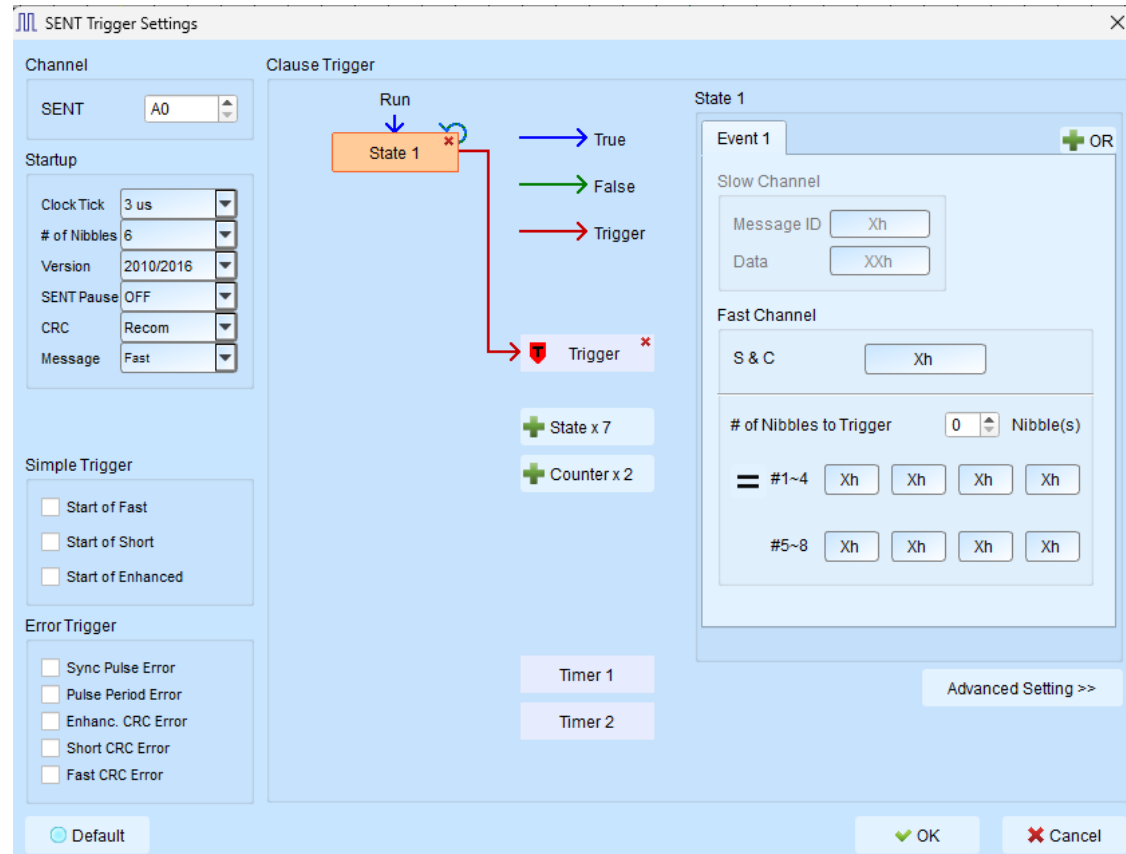 SENT Trigger Settings
Channel
SENT A0
Startup
Clock Tick 3 us
# of Nibbles 6
Version 2010/2016
SENT Pause OFF
CRC Recom
Message Fast
Simple Trigger
Start of Fast
Start of Short
Start of Enhanced
Error Trigger
Sync Pulse Error
Pulse Period Error
Enhanc. CRC Error
Short CRC Error
Fast CRC Error
Default
Clause Trigger
Run
State 1
True
False
Trigger
T Trigger
State x 7
Counter x 2
Timer 1
Timer 2
State 1
Event 1
OR
Slow Channel
Message ID Xh
Data XXh
Fast Channel
S & C Xh
# of Nibbles to Trigger 0 Nibble(s)
= #1~4 Xh Xh Xh Xh
#5~8 Xh Xh Xh Xh
Advanced Setting >>
OK
Cancel